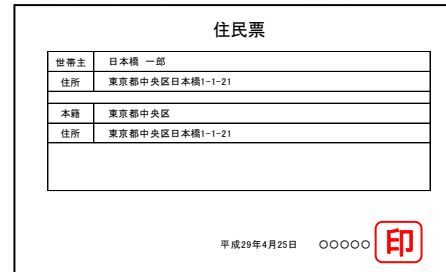 住民票
世帯主 日本橋 一郎
住所 東京都中央区日本橋1-1-21
本籍 東京都中央区
住所 東京都中央区日本橋1-1-21
平成29年4月25日 〇〇〇〇〇 印